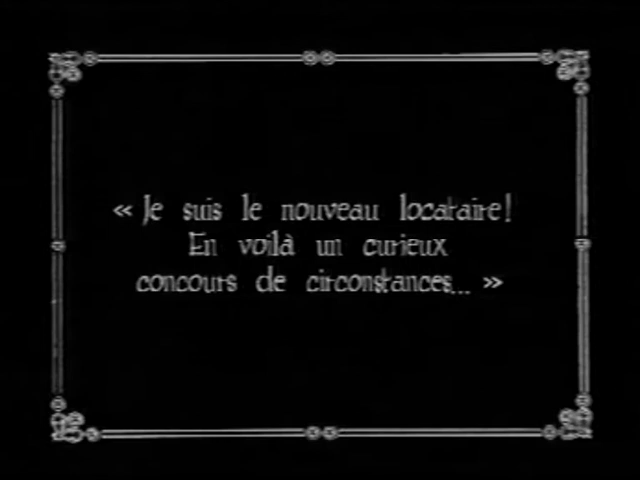 « Je suis le nouveau locataire!
En voilà un curieux
concours de circonstances... »